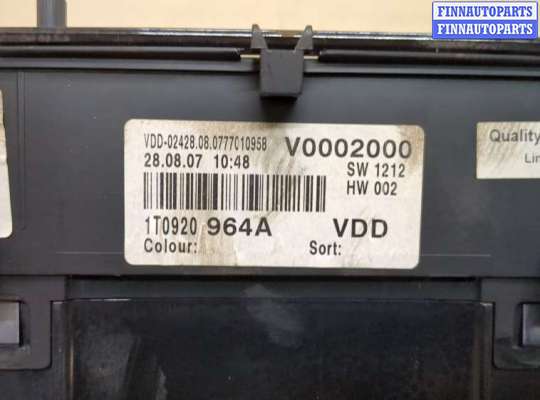 FINNAUTOPARTS
FINNAUTOPARTS
VDD-02428.08.0777010958 V0002000
28.08.07 10:48 SW 1212
HW 002
1T0920 964A VDD
Colour: Sort:
Quality